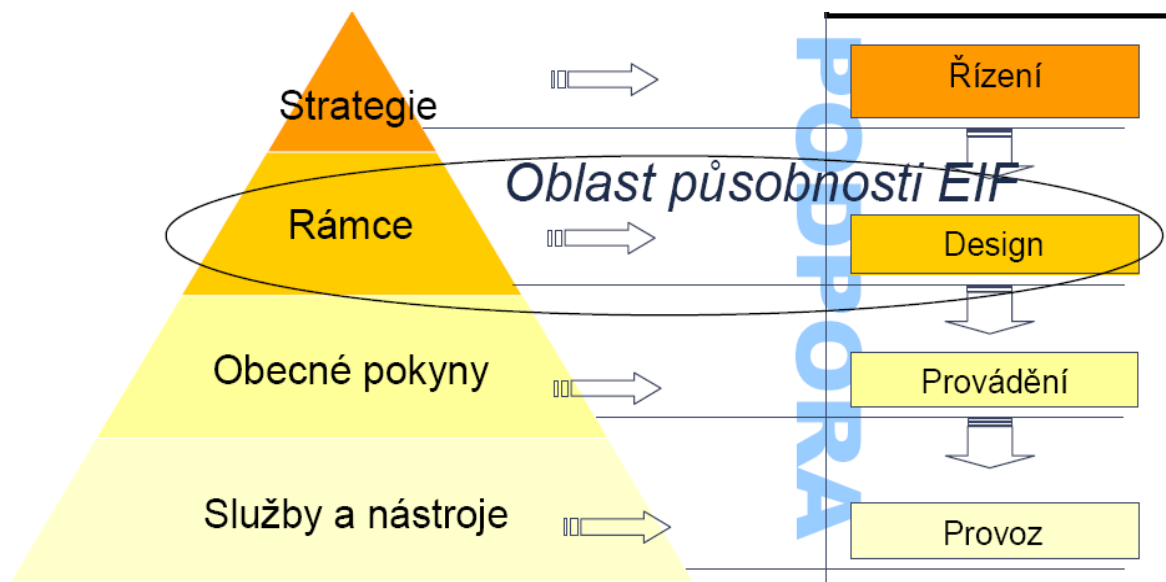 Strategie
Řízení
Oblast působnosti EIF
Rámce
Design
Obecné pokyny
Provádění
Služby a nástroje
Provoz
PODPORA